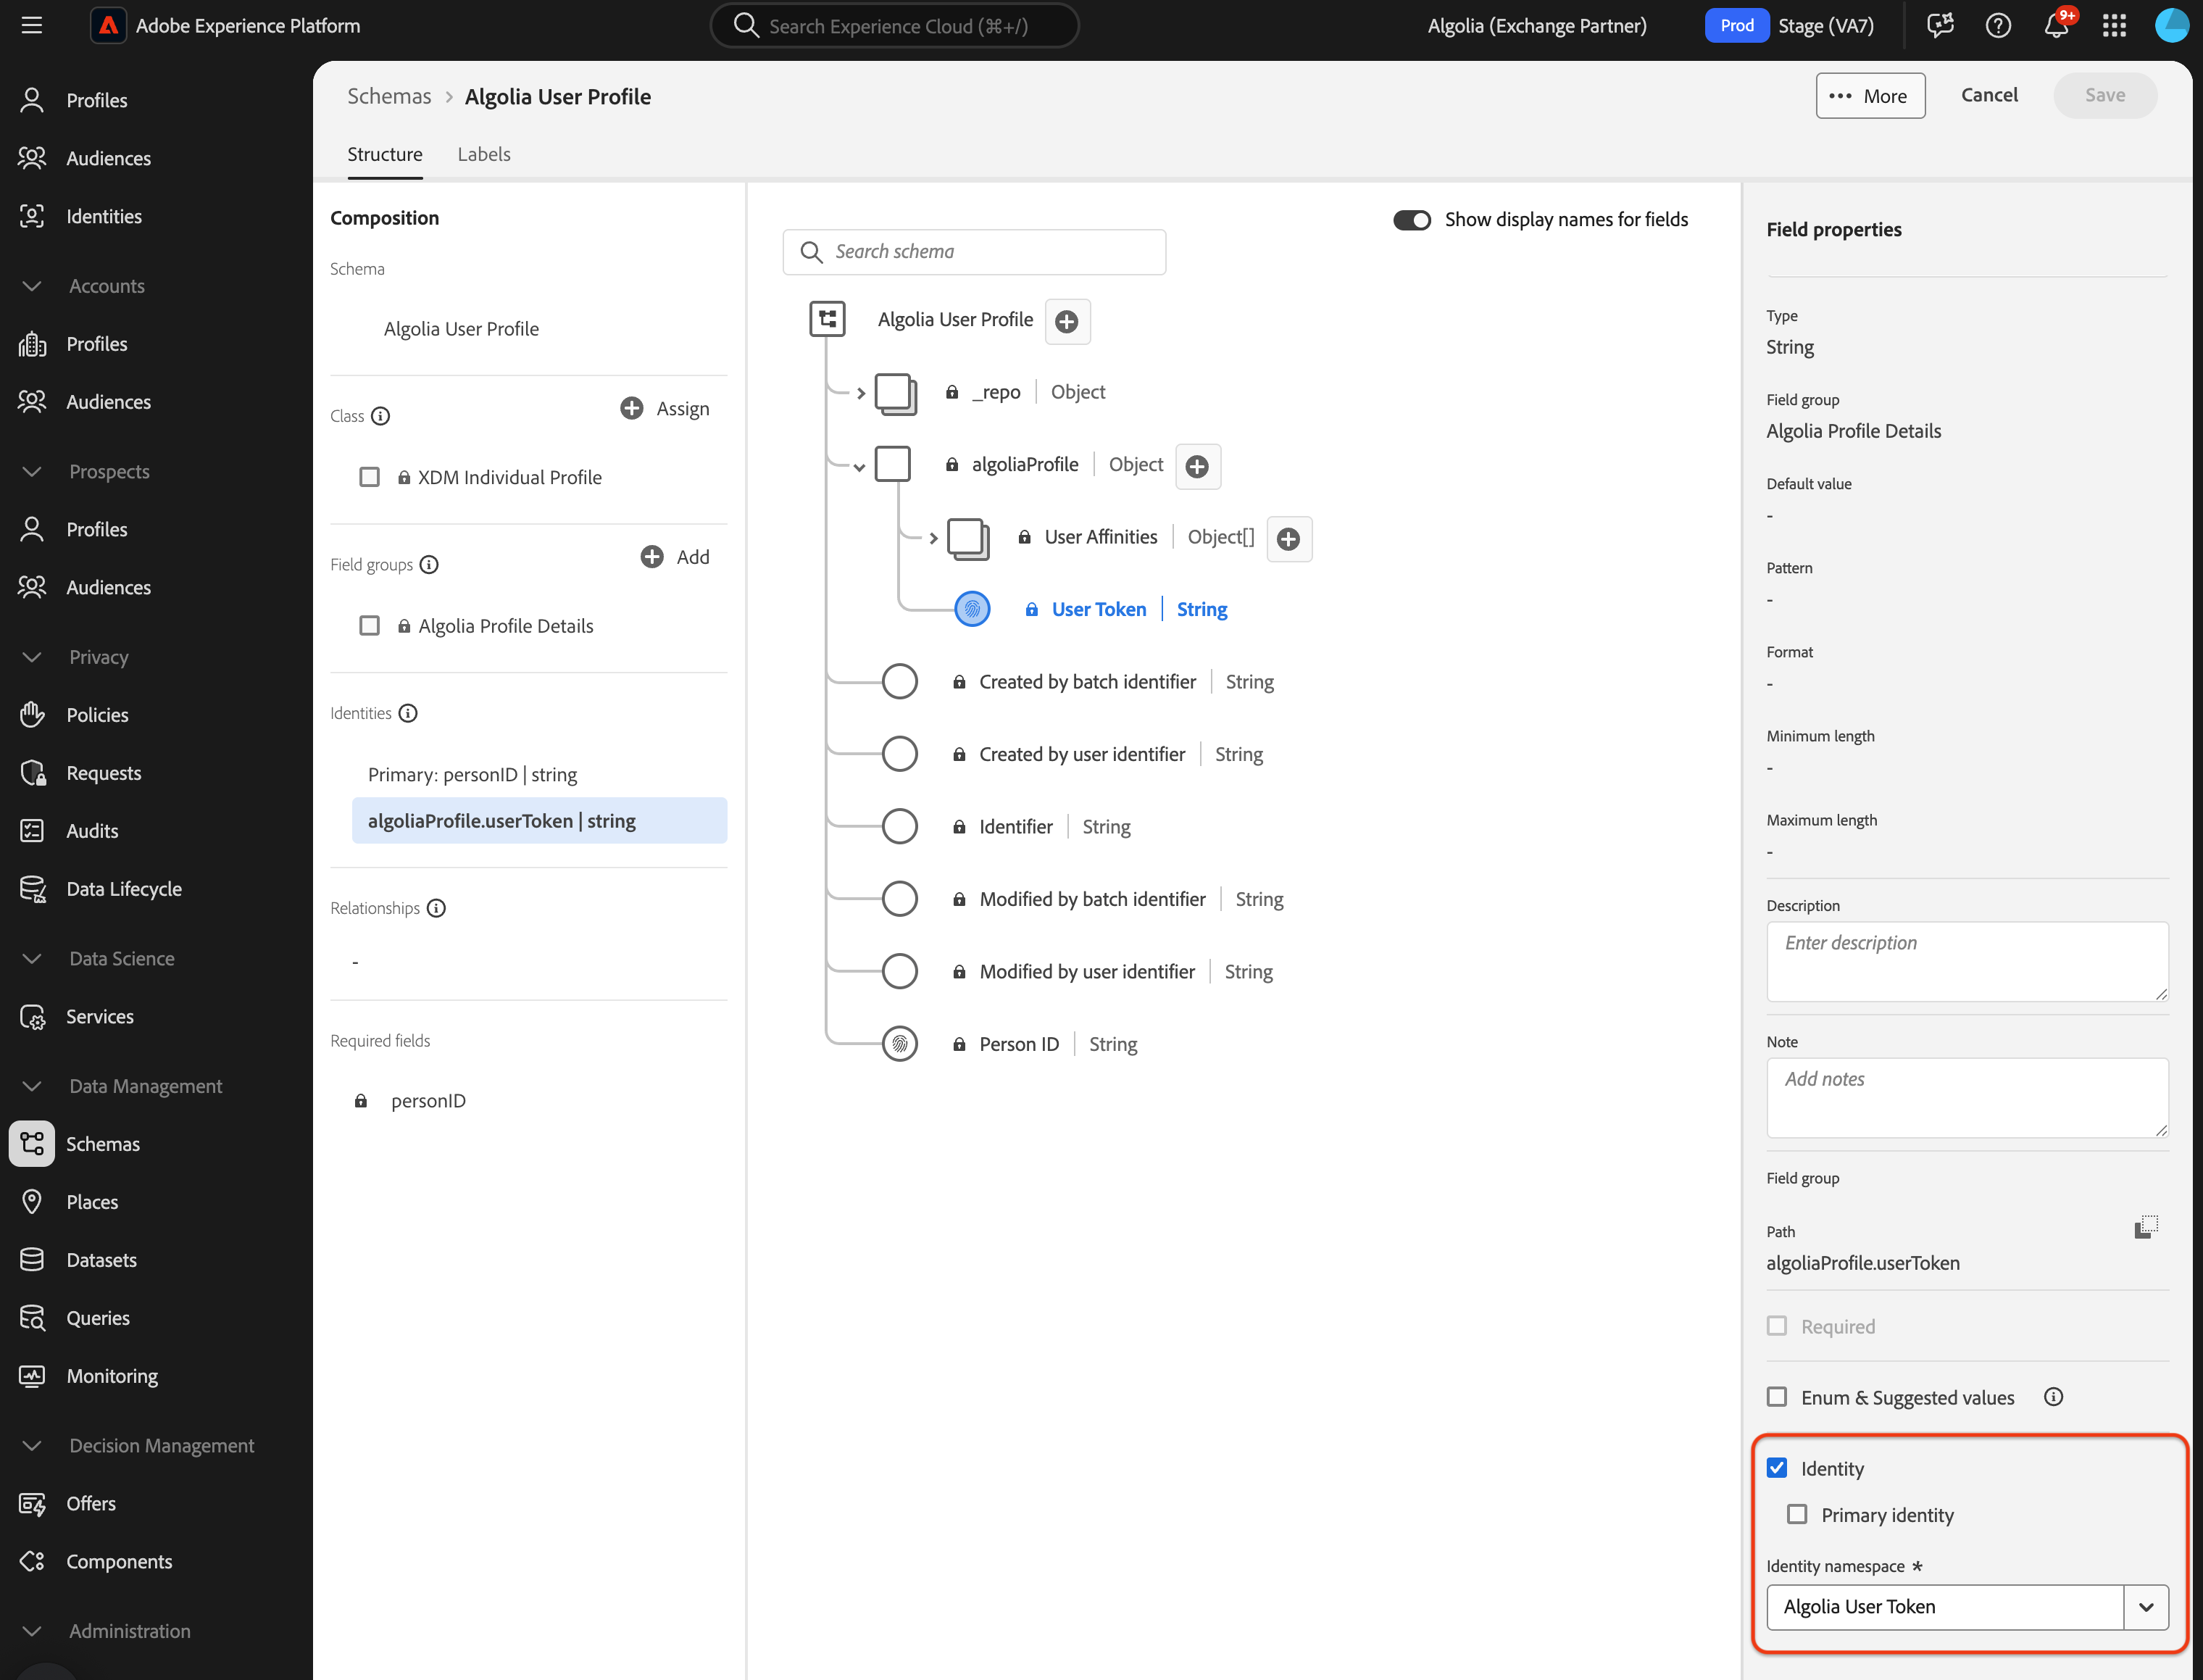 Adobe Experience Platform
Search Experience Cloud (⌘+/)
Algolia (Exchange Partner)
Prod Stage (VA7)
9+
Profiles
Audiences
Identities
Accounts
Profiles
Audiences
Prospects
Profiles
Audiences
Privacy
Policies
Requests
Audits
Data Lifecycle
Data Science
Services
Data Management
Schemas
Places
Datasets
Queries
Monitoring
Decision Management
Offers
Components
Administration
Schemas > Algolia User Profile
More
Cancel
Save
Structure Labels
Composition
Schema
Algolia User Profile
Class
Assign
XDM Individual Profile
Field groups
Add
Algolia Profile Details
Identities
Primary: personID | string
algoliaProfile.userToken | string
Relationships
-
Required fields
personID
Show display names for fields
Search schema
Algolia User Profile
_repo | Object
algoliaProfile | Object
User Affinities | Object[]
User Token | String
Created by batch identifier | String
Created by user identifier | String
Identifier | String
Modified by batch identifier | String
Modified by user identifier | String
Person ID | String
Field properties
Type
String
Field group
Algolia Profile Details
Default value
-
Pattern
-
Format
-
Minimum length
-
Maximum length
-
Description
Enter description
Note
Add notes
Field group
Path
algoliaProfile.userToken
Required
Enum & Suggested values
Identity
Primary identity
Identity namespace *
Algolia User Token